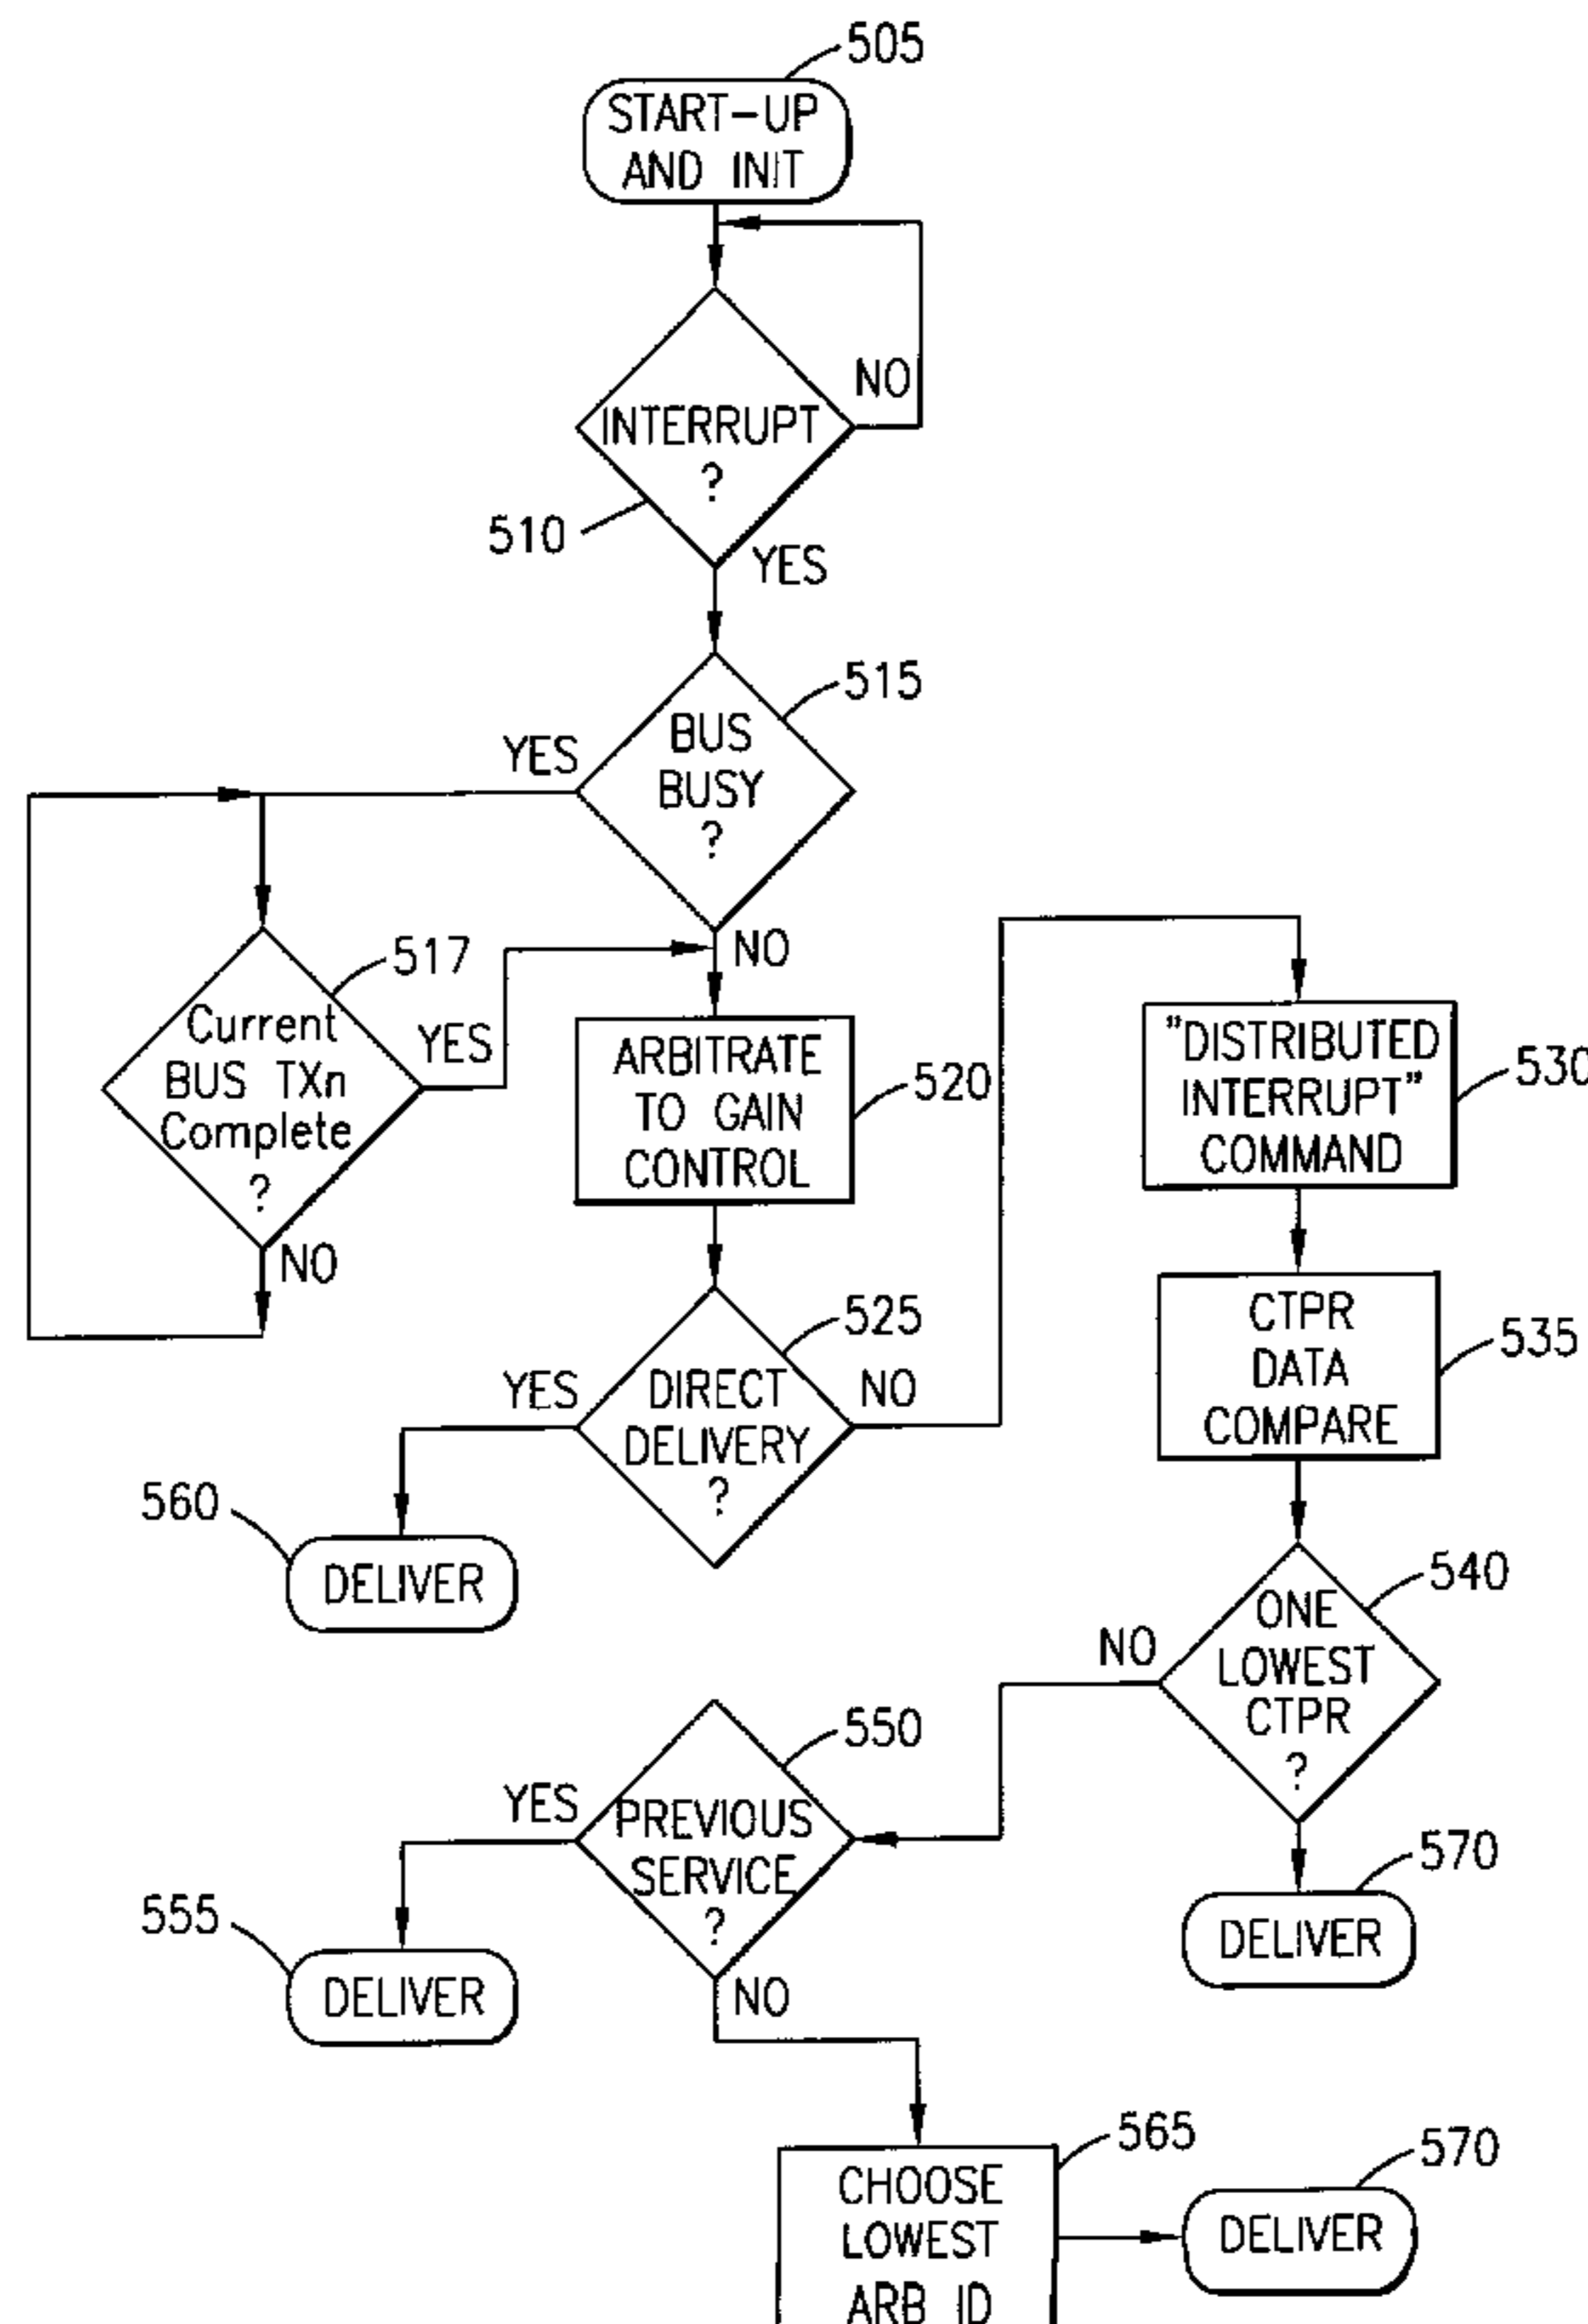 505
START-UP
AND INIT
NO
INTERRUPT
?
510
YES
515
BUS
BUSY
?
YES
NO
517
Current
BUS TXn
Complete
?
YES
NO
ARBITRATE
TO GAIN
CONTROL
520
"DISTRIBUTED
INTERRUPT"
COMMAND
530
525
DIRECT
DELIVERY
?
YES
NO
CTPR
DATA
COMPARE
535
560
DELIVER
540
ONE
LOWEST
CTPR
?
NO
550
PREVIOUS
SERVICE
?
YES
NO
570
DELIVER
555
DELIVER
565
CHOOSE
LOWEST
ARB ID
570
DELIVER